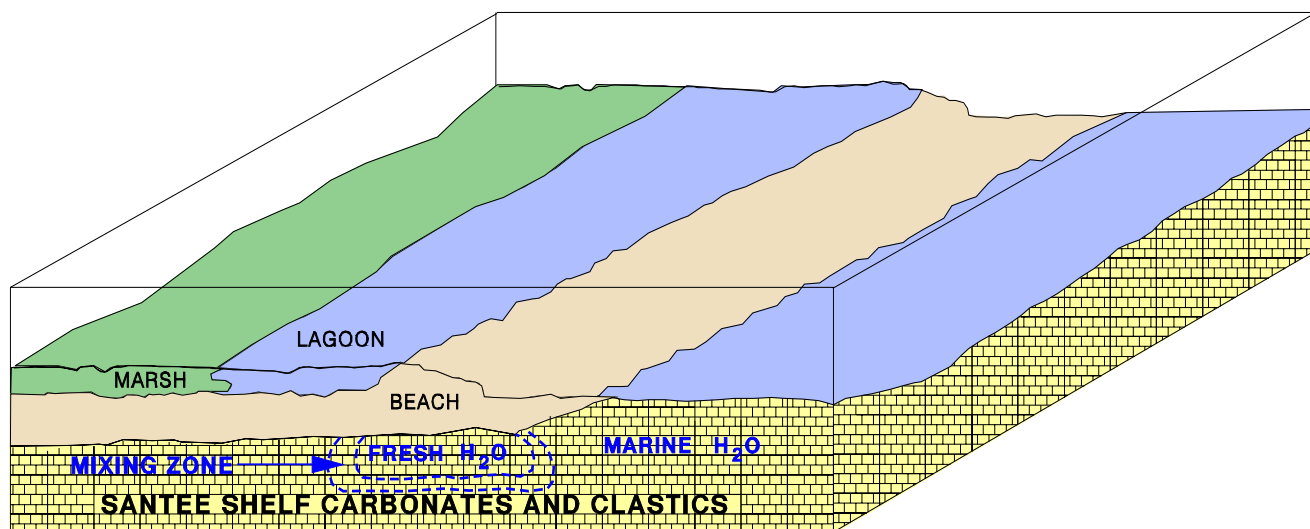 LAGOON
MARSH
BEACH
FRESH H₂O
MARINE H₂O
MIXING ZONE
SANTEE SHELF CARBONATES AND CLASTICS